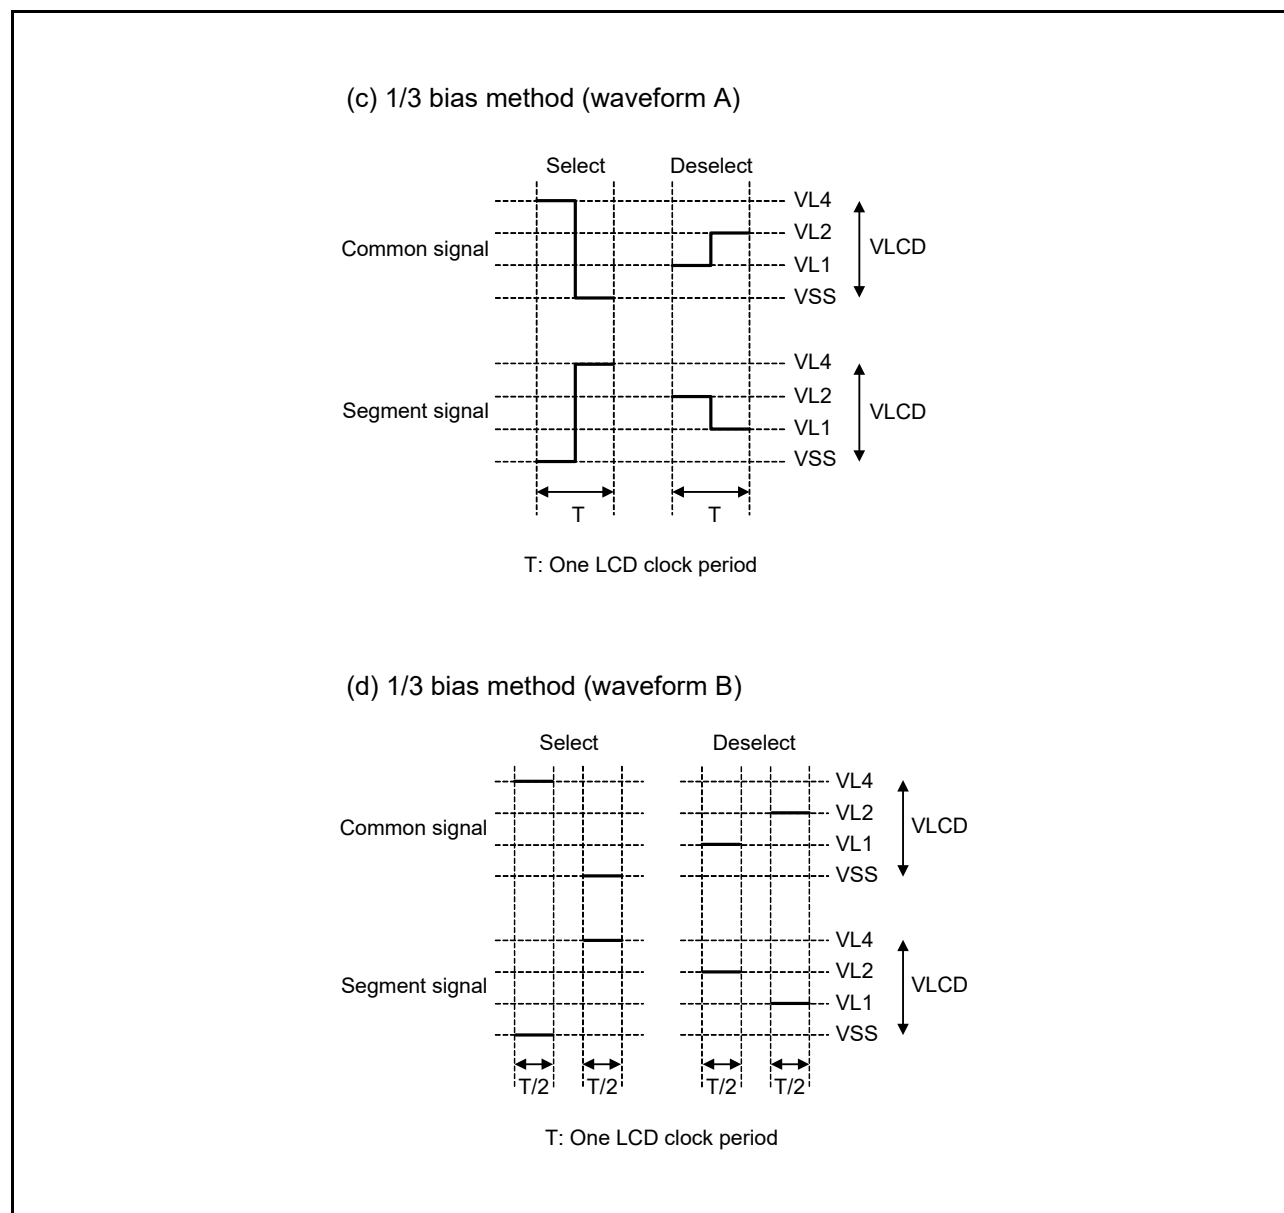 (c) 1/3 bias method (waveform A)
Select Deselect
VL4
VL2
Common signal VLCD
VL1
VSS
VL4
VL2
Segment signal VLCD
VL1
VSS
T T
T: One LCD clock period
(d) 1/3 bias method (waveform B)
Select Deselect
VL4
VL2
Common signal VLCD
VL1
VSS
VL4
VL2
Segment signal VLCD
VL1
VSS
T/2 T/2 T/2 T/2
T: One LCD clock period